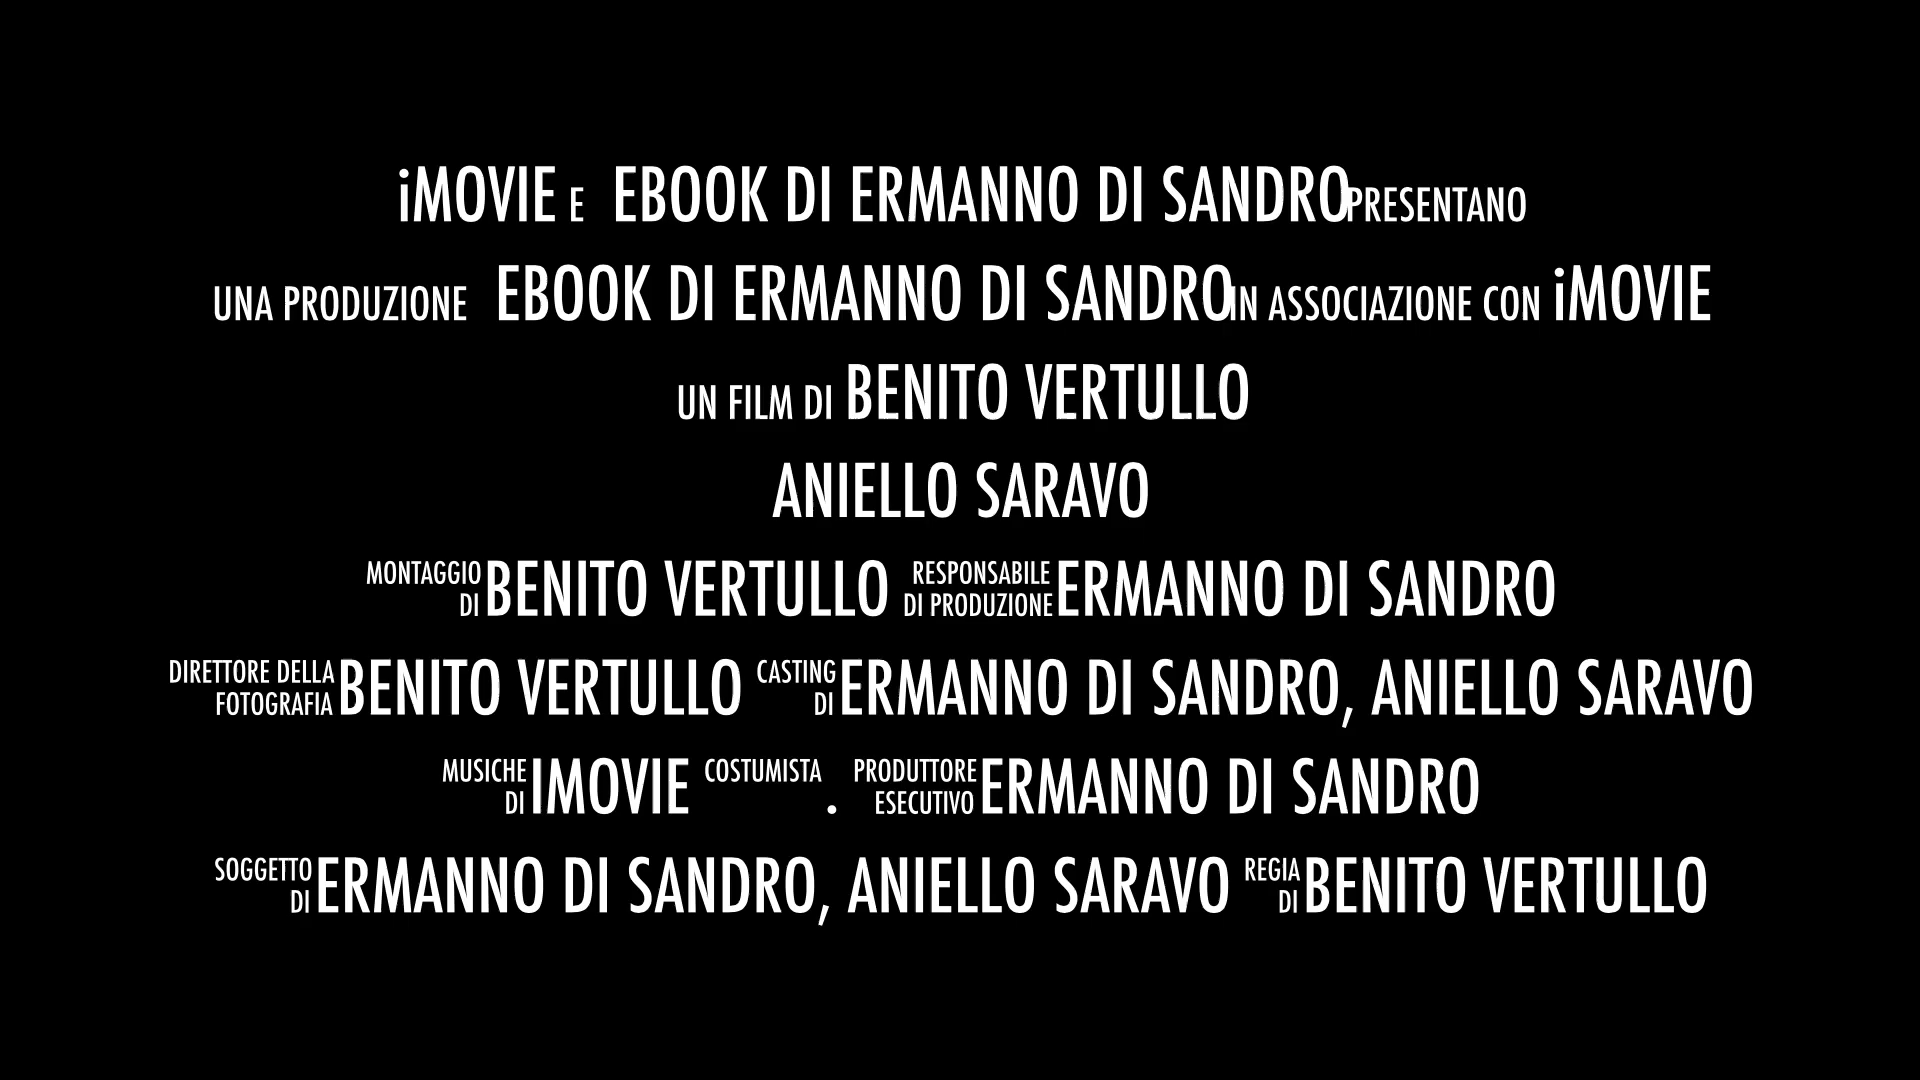 iMOVIE E EBOOK DI ERMANNO DI SANDRO PRESENTANO
UNA PRODUZIONE EBOOK DI ERMANNO DI SANDRO IN ASSOCIAZIONE CON iMOVIE
UN FILM DI BENITO VERTULLO
ANIELLO SARAVO
MONTAGGIO DI BENITO VERTULLO RESPONSABILE DI PRODUZIONE ERMANNO DI SANDRO
DIRETTORE DELLA FOTOGRAFIA BENITO VERTULLO CASTING DI ERMANNO DI SANDRO, ANIELLO SARAVO
MUSICHE DI IMOVIE COSTUMISTA . PRODUTTORE ESECUTIVO ERMANNO DI SANDRO
SOGGETTO DI ERMANNO DI SANDRO, ANIELLO SARAVO REGIA DI BENITO VERTULLO